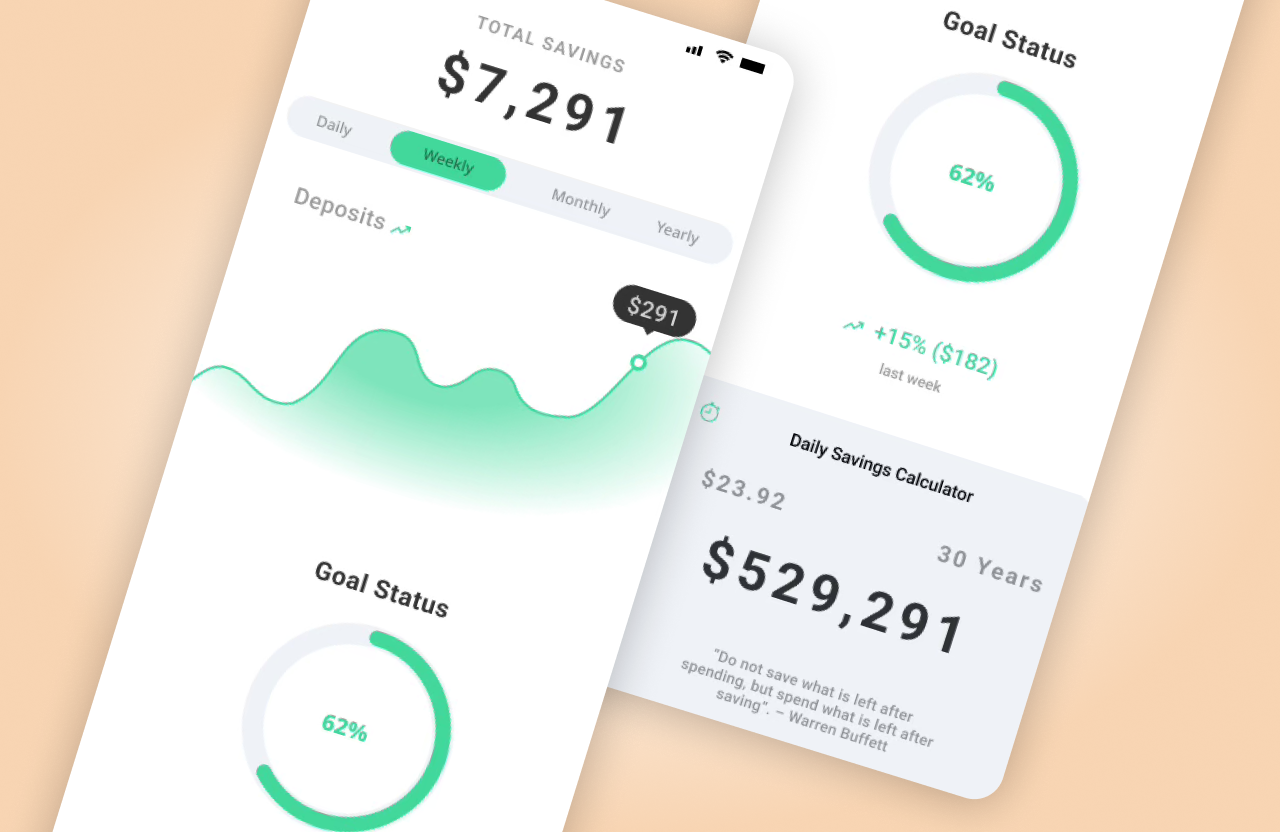 TOTAL SAVINGS
$7,291
Daily
Weekly
Monthly
Yearly
Deposits
$291
Goal Status
62%
Goal Status
62%
+15% ($182)
last week
Daily Savings Calculator
$23.92
30 Years
$529,291
"Do not save what is left after
spending, but spend what is left after
saving". – Warren Buffett